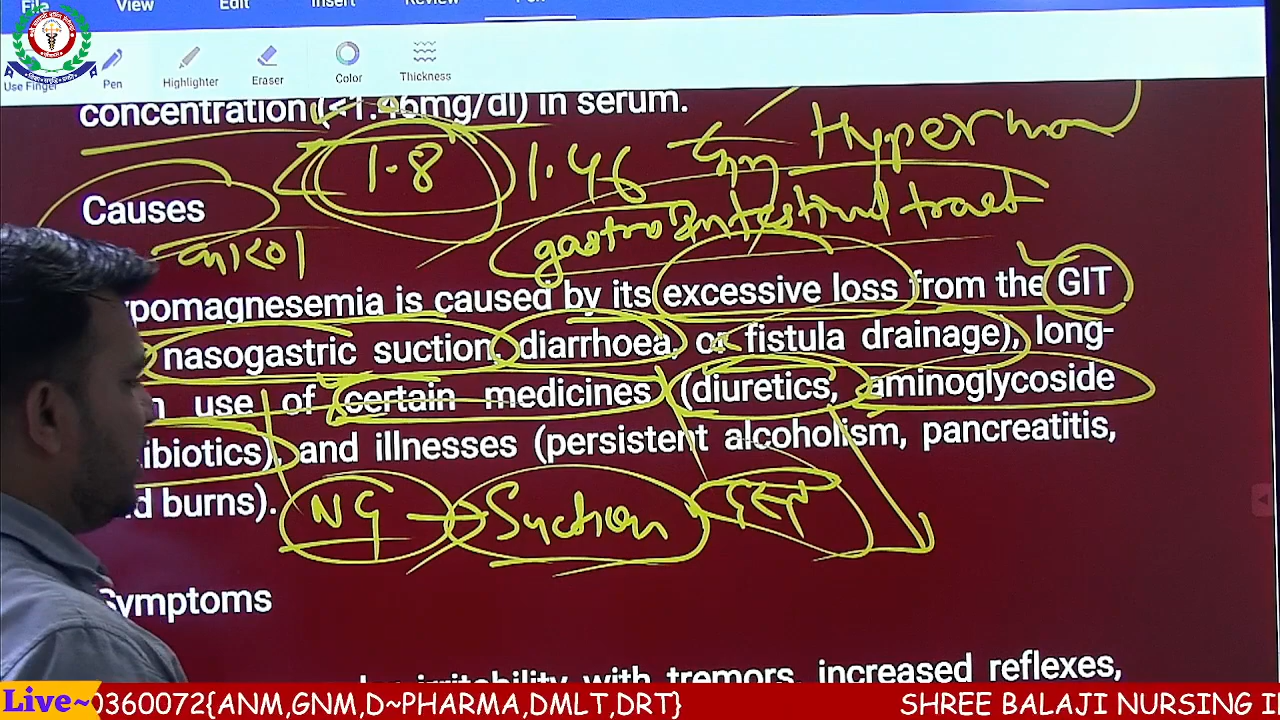 File View Edit Insert Review Pen
Use Finger Pen Highlighter Eraser Color Thickness
concentration (<1.46mg/dl) in serum.
1.8 1.46
Causes
gastrointestinal tract
ypomagnesemia is caused by its excessive loss from the GIT
nasogastric suction, diarrhoea, or fistula drainage), long-
use of certain medicines (diuretics, aminoglycoside
ibiotics), and illnesses (persistent alcoholism, pancreatitis,
d burns).
NG Suction
Symptoms
irritability with tremors, increased reflexes,
Live~ 0360072{ANM,GNM,D~PHARMA,DMLT,DRT} SHREE BALAJI NURSING I